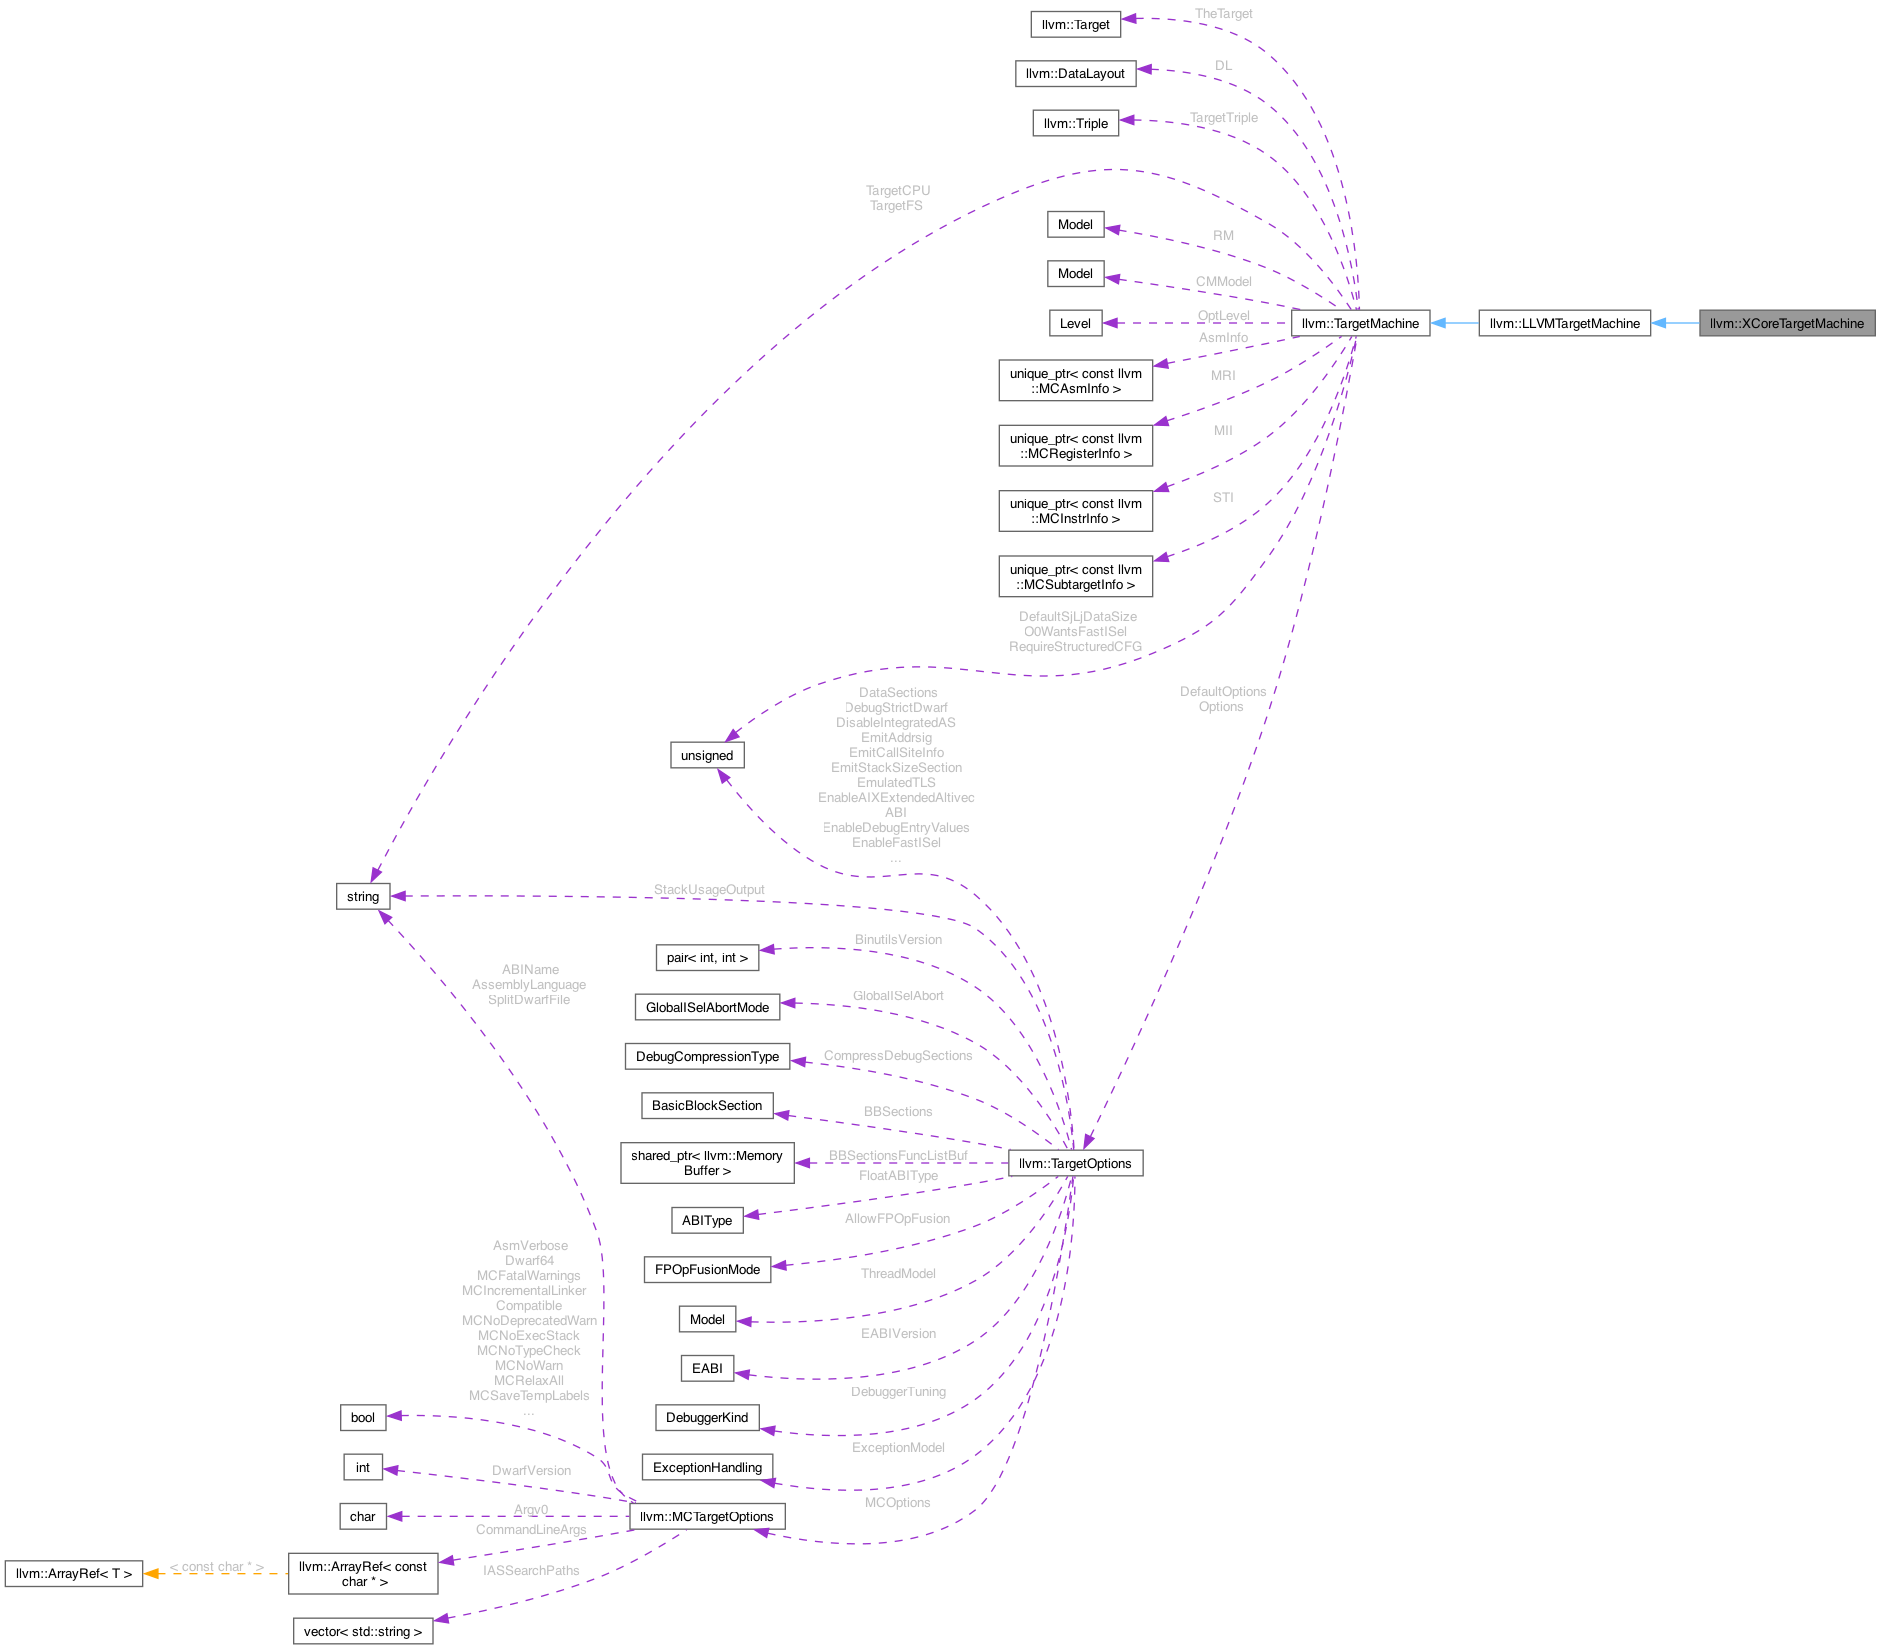 TheTarget
llvm::Target
DL
llvm::DataLayout
TargetTriple
llvm::Triple
TargetCPU
TargetFS
Model
RM
Model
CMModel
Level
OptLevel
llvm::TargetMachine
llvm::LLVMTargetMachine
llvm::XCoreTargetMachine
AsmInfo
unique_ptr< const llvm
::MCAsmInfo >
MRI
unique_ptr< const llvm
::MCRegisterInfo >
MII
unique_ptr< const llvm
::MCInstrInfo >
STI
unique_ptr< const llvm
::MCSubtargetInfo >
DefaultSjLjDataSize
O0WantsFastISel
RequireStructuredCFG
DefaultOptions
Options
unsigned
DataSections
DebugStrictDwarf
DisableIntegratedAS
EmitAddrsig
EmitCallSiteInfo
EmitStackSizeSection
EmulatedTLS
EnableAIXExtendedAltivec
ABI
EnableDebugEntryValues
EnableFastISel
...
string
StackUsageOutput
BinutilsVersion
pair< int, int >
GlobalISelAbort
GlobalISelAbortMode
CompressDebugSections
DebugCompressionType
BBSections
BasicBlockSection
BBSectionsFuncListBuf
shared_ptr< llvm::Memory
Buffer >
llvm::TargetOptions
FloatABIType
ABIType
AllowFPOpFusion
FPOpFusionMode
ThreadModel
Model
EABIVersion
EABI
DebuggerTuning
DebuggerKind
ExceptionModel
ExceptionHandling
MCOptions
ABIName
AssemblyLanguage
SplitDwarfFile
AsmVerbose
Dwarf64
MCFatalWarnings
MCIncrementalLinker
Compatible
MCNoDeprecatedWarn
MCNoExecStack
MCNoTypeCheck
MCNoWarn
MCRelaxAll
MCSaveTempLabels
...
bool
int
DwarfVersion
char
Argv0
llvm::MCTargetOptions
CommandLineArgs
llvm::ArrayRef< T >
< const char * >
llvm::ArrayRef< const
char * >
IASSearchPaths
vector< std::string >